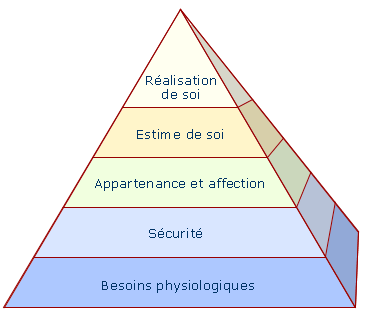 Réalisation
de soi
Estime de soi
Appartenance et affection
Sécurité
Besoins physiologiques